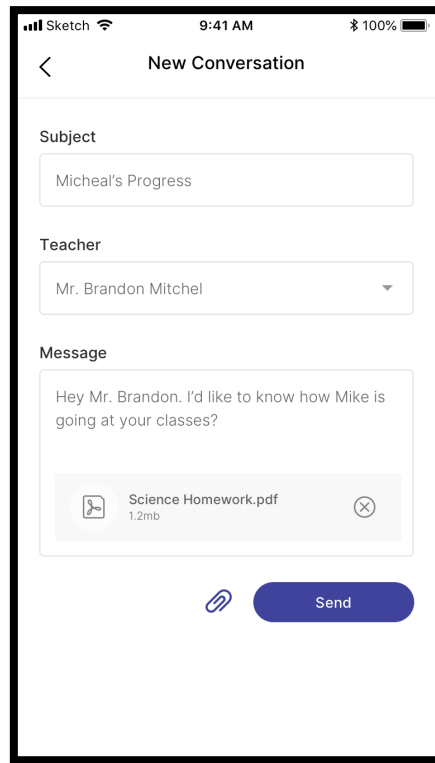 Sketch 9:41 AM 100%
New Conversation
Subject
Micheal's Progress
Teacher
Mr. Brandon Mitchel
Message
Hey Mr. Brandon. I'd like to know how Mike is
going at your classes?
Science Homework.pdf
1.2mb
Send